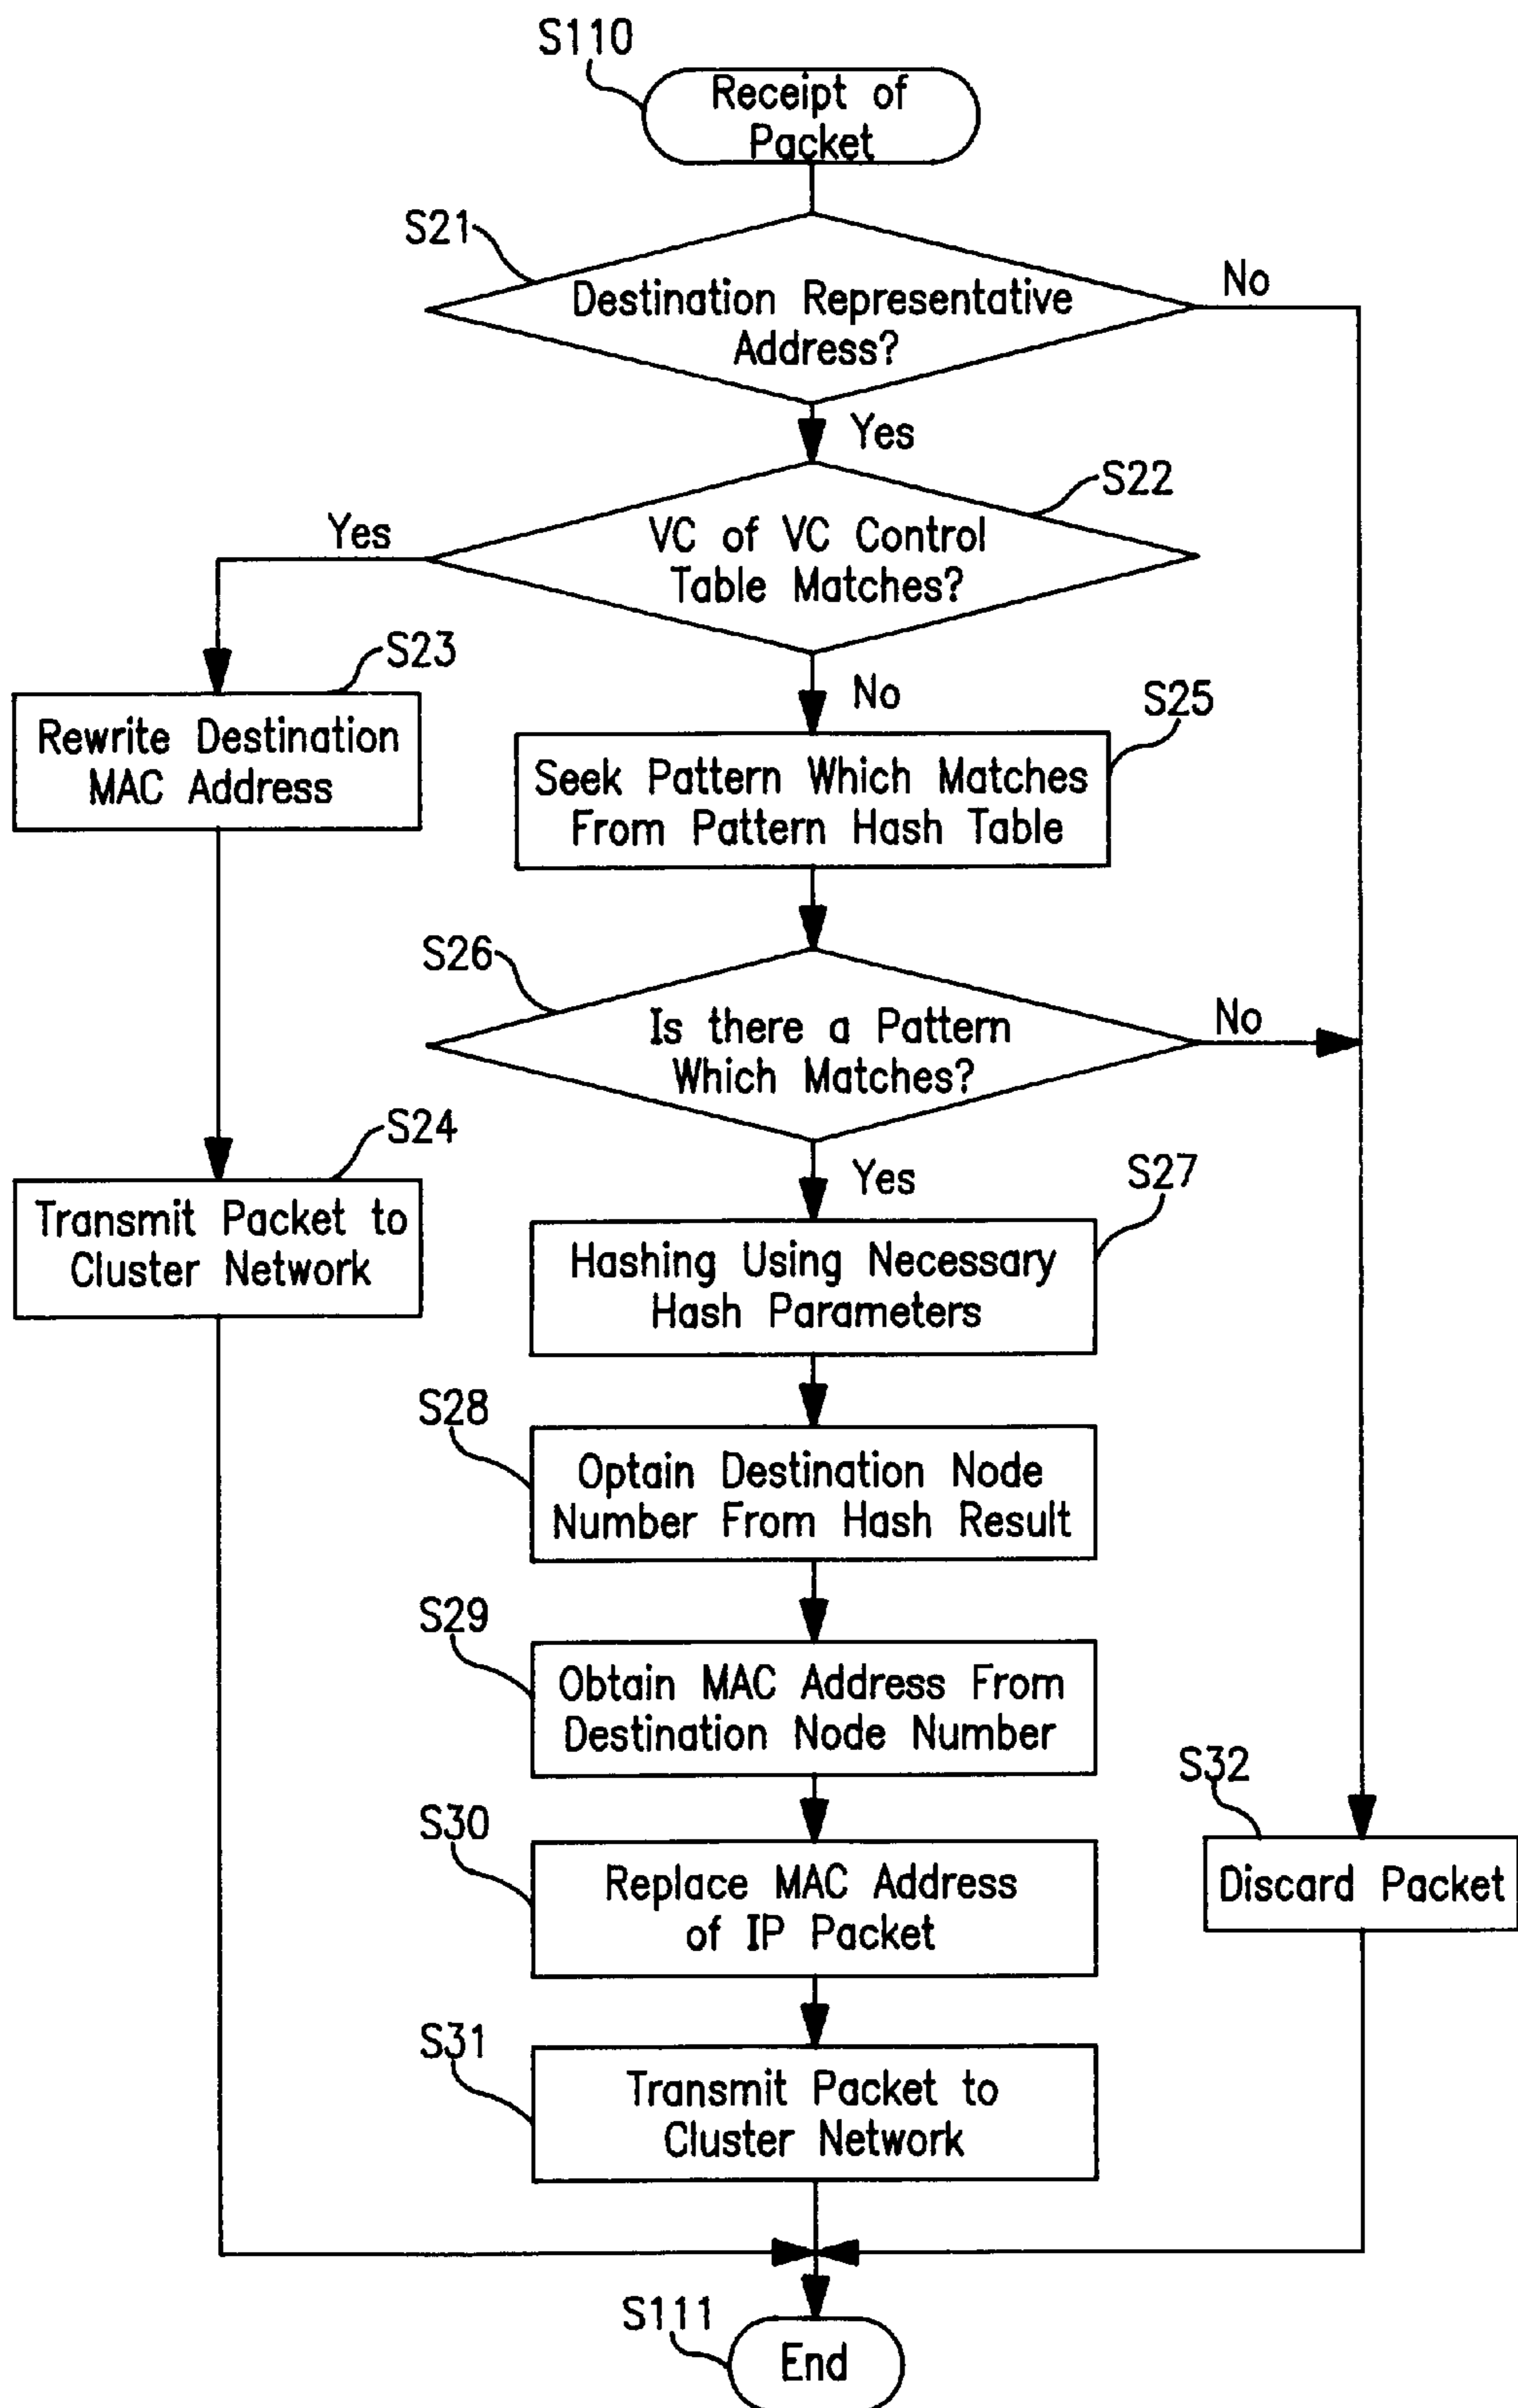 S110
Receipt of
Packet
S21
Destination Representative
Address?
No
Yes
S22
VC of VC Control
Table Matches?
Yes
No
S23
Rewrite Destination
MAC Address
S25
Seek Pattern Which Matches
From Pattern Hash Table
S26
Is there a Pattern
Which Matches?
No
Yes
S24
Transmit Packet to
Cluster Network
S27
Hashing Using Necessary
Hash Parameters
S28
Optain Destination Node
Number From Hash Result
S29
Obtain MAC Address From
Destination Node Number
S30
Replace MAC Address
of IP Packet
S32
Discard Packet
S31
Transmit Packet to
Cluster Network
S111
End